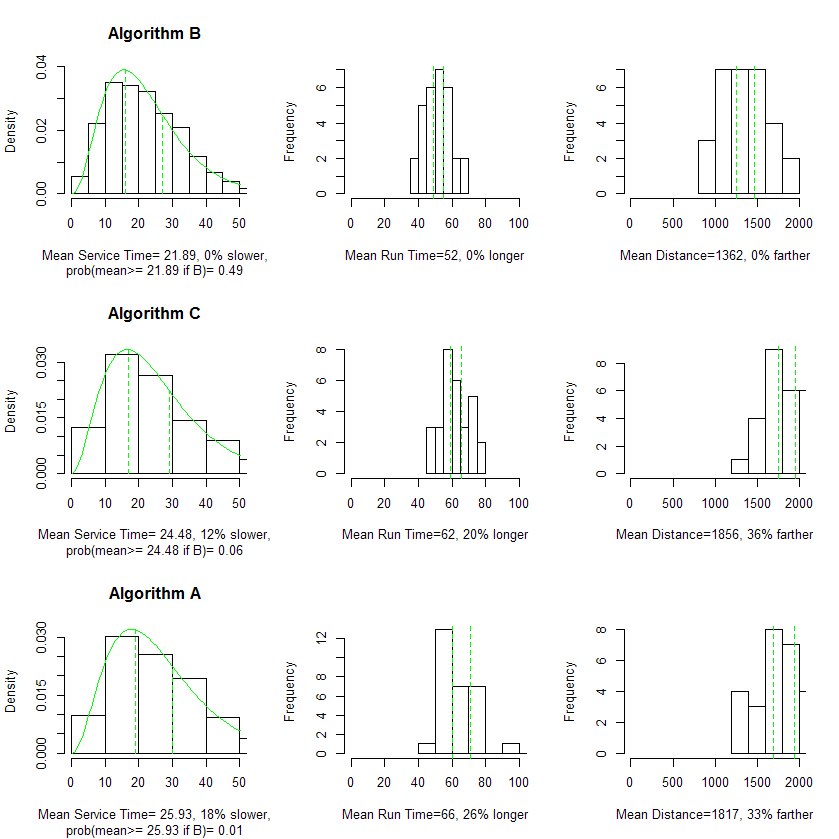 Algorithm B
Density
0.00
0.02
0.04
0 10 20 30 40 50
Mean Service Time= 21.89, 0% slower,
prob(mean>= 21.89 if B)= 0.49
Frequency
0
2
4
6
0 20 40 60 80 100
Mean Run Time=52, 0% longer
Frequency
0
2
4
6
0 500 1000 1500 2000
Mean Distance=1362, 0% farther
Algorithm C
Density
0.000
0.015
0.030
0 10 20 30 40 50
Mean Service Time= 24.48, 12% slower,
prob(mean>= 24.48 if B)= 0.06
Frequency
0
2
4
6
8
0 20 40 60 80 100
Mean Run Time=62, 20% longer
Frequency
0
2
4
6
8
0 500 1000 1500 2000
Mean Distance=1856, 36% farther
Algorithm A
Density
0.000
0.015
0.030
0 10 20 30 40 50
Mean Service Time= 25.93, 18% slower,
prob(mean>= 25.93 if B)= 0.01
Frequency
0
2
4
6
8
12
0 20 40 60 80 100
Mean Run Time=66, 26% longer
Frequency
0
2
4
6
8
0 500 1000 1500 2000
Mean Distance=1817, 33% farther